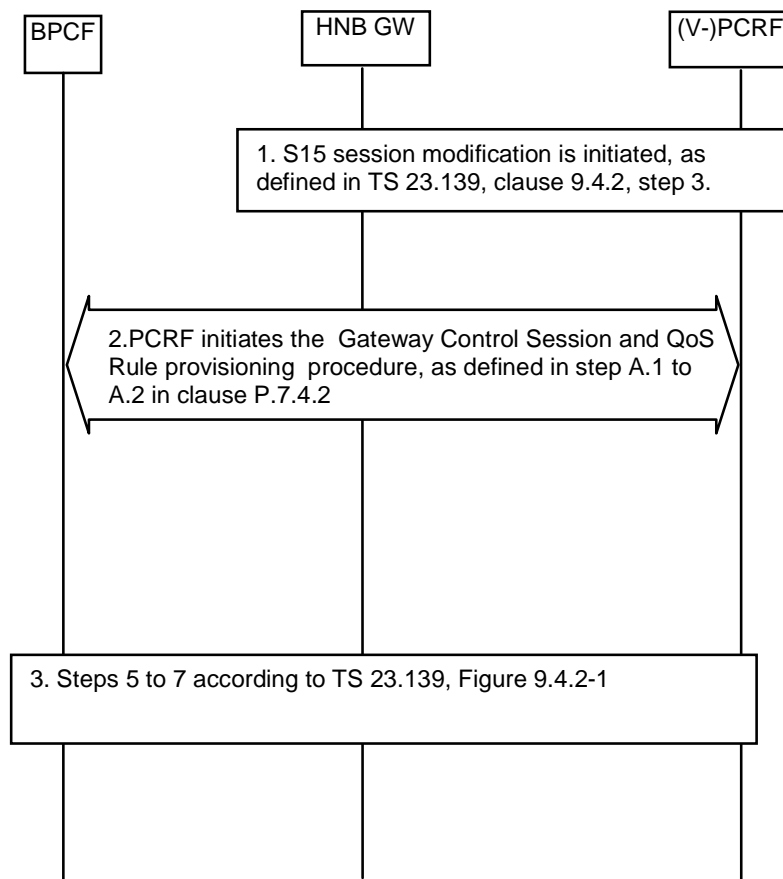 BPCF
HNB GW
(V-)PCRF
1. S15 session modification is initiated, as
defined in TS 23.139, clause 9.4.2, step 3.
2.PCRF initiates the  Gateway Control Session and QoS
Rule provisioning  procedure, as defined in step A.1 to
A.2 in clause P.7.4.2
3. Steps 5 to 7 according to TS 23.139, Figure 9.4.2-1